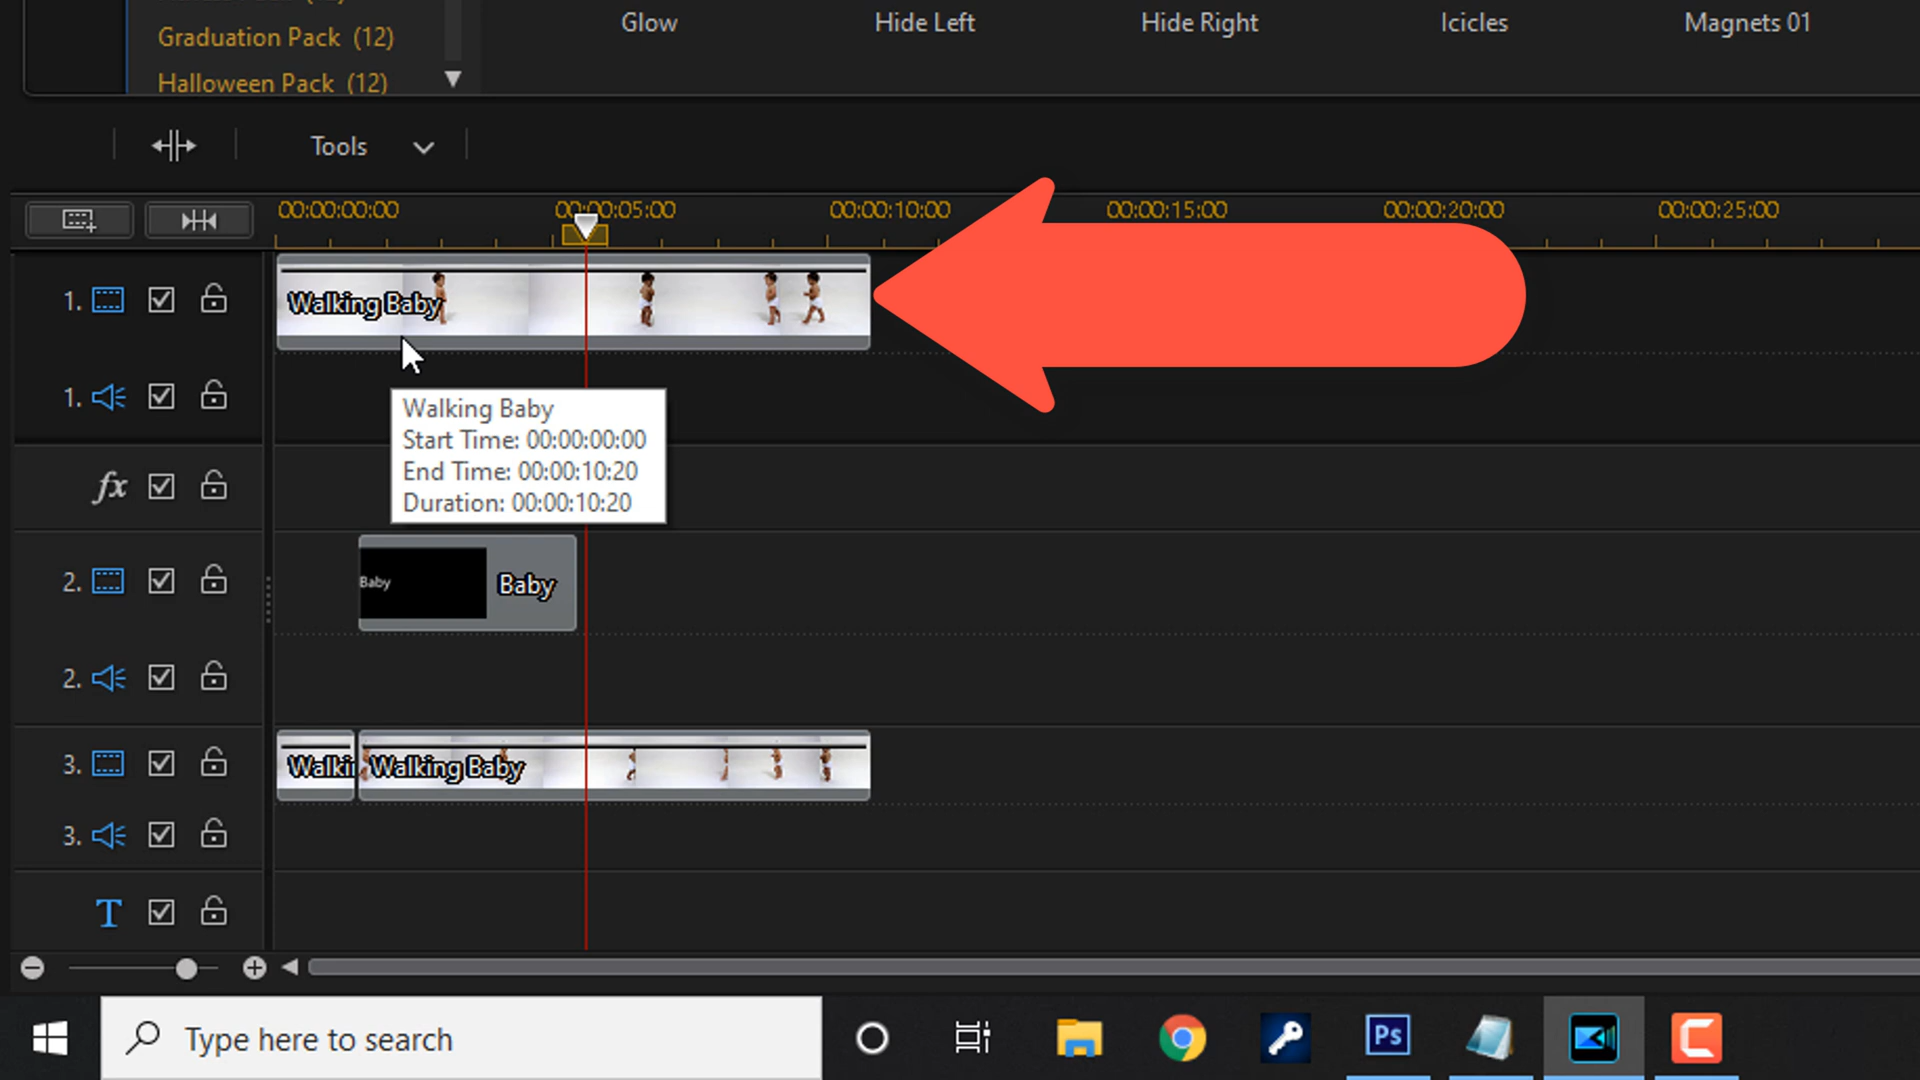 Graduation Pack (12)
Halloween Pack (12)
Glow
Hide Left
Hide Right
Icicles
Magnets 01
Tools
00:00:00:00
00:00:05:00
00:00:10:00
00:00:15:00
00:00:20:00
00:00:25:00
1.
Walking Baby
1.
Walking Baby
Start Time: 00:00:00:00
End Time: 00:00:10:20
Duration: 00:00:10:20
fx
2.
Baby
Baby
2.
3.
Walki
Walking Baby
3.
T
Type here to search
Ps